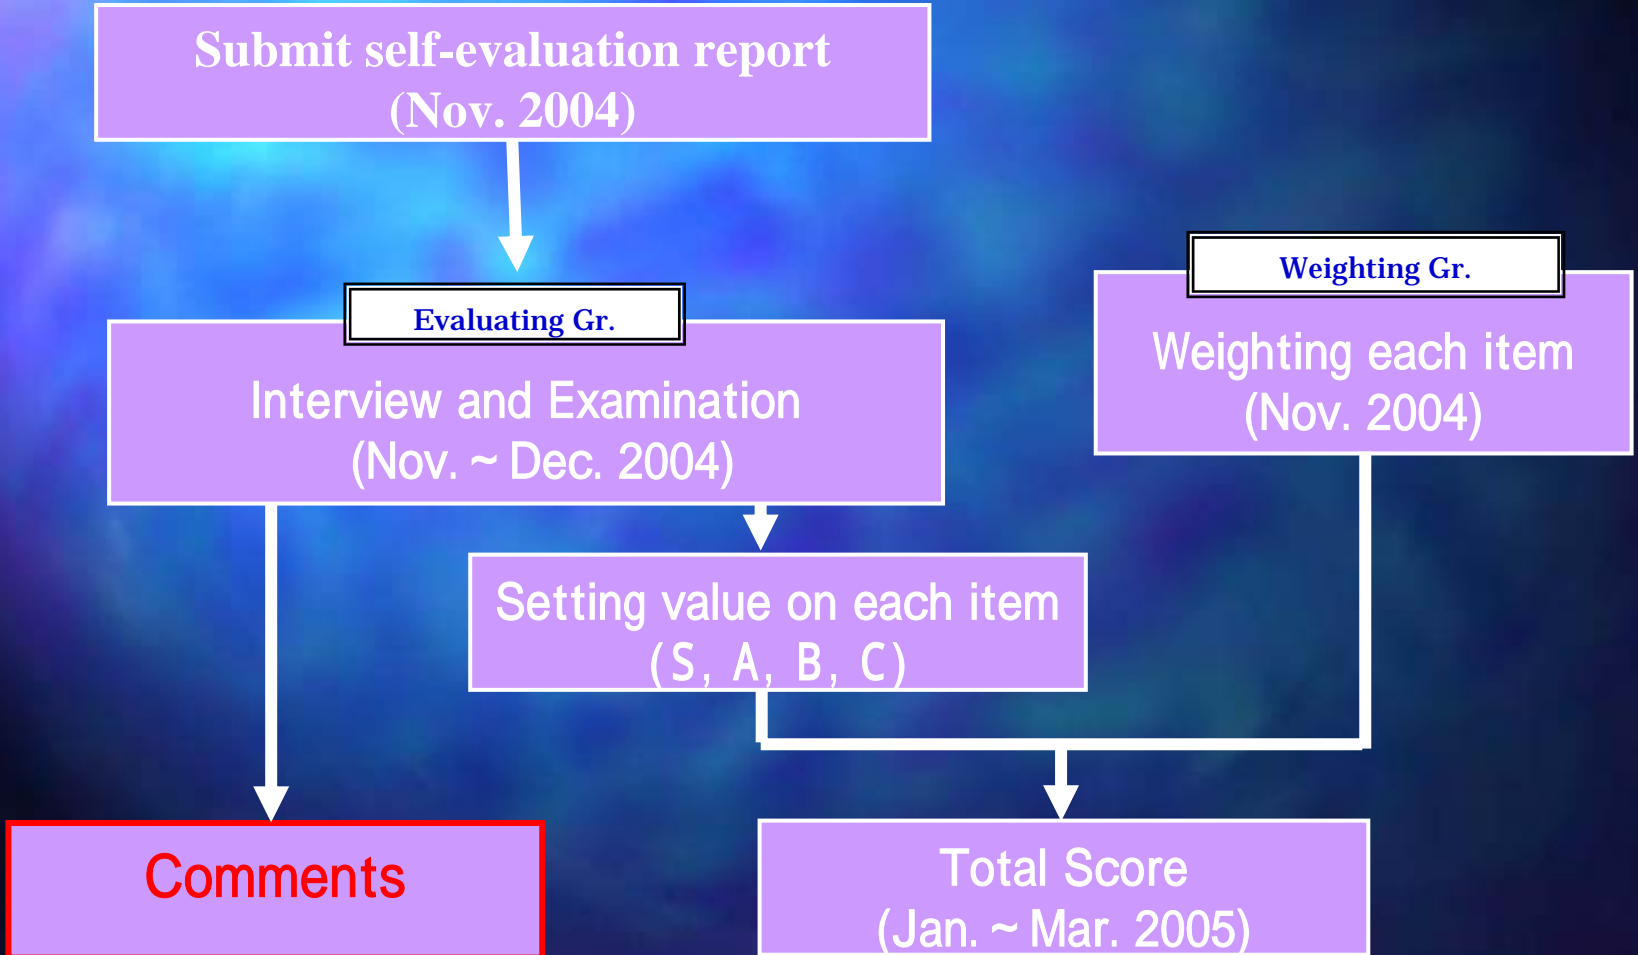 Submit self-evaluation report
(Nov. 2004)
Evaluating Gr.
Interview and Examination
(Nov. ~ Dec. 2004)
Weighting Gr.
Weighting each item
(Nov. 2004)
Setting value on each item
(S, A, B, C)
Comments
Total Score
(Jan. ~ Mar. 2005)